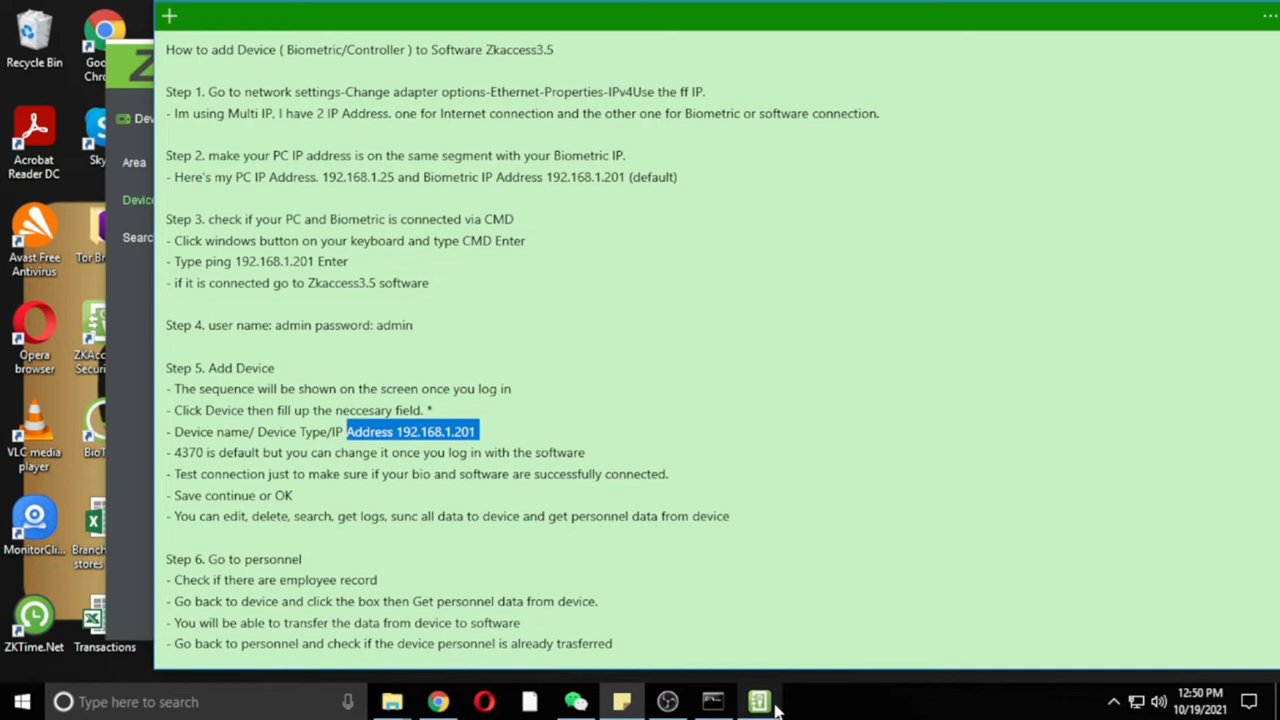 How to add Device ( Biometric/Controller ) to Software Zkaccess3.5
Step 1. Go to network settings-Change adapter options-Ethernet-Properties-IPv4Use the ff IP.
- Im using Multi IP, I have 2 IP Address. one for Internet connection and the other one for Biometric or software connection.
Step 2. make your PC IP address is on the same segment with your Biometric IP.
- Here's my PC IP Address. 192.168.1.25 and Biometric IP Address 192.168.1.201 (default)
Step 3. check if your PC and Biometric is connected via CMD
- Click windows button on your keyboard and type CMD Enter
- Type ping 192.168.1.201 Enter
- if it is connected go to Zkaccess3.5 software
Step 4. user name: admin password: admin
Step 5. Add Device
- The sequence will be shown on the screen once you log in
- Click Device then fill up the neccesary field. *
- Device name/ Device Type/IP Address 192.168.1.201
- 4370 is default but you can change it once you log in with the software
- Test connection just to make sure if your bio and software are successfully connected.
- Save continue or OK
- You can edit, delete, search, get logs, sunc all data to device and get personnel data from device
Step 6. Go to personnel
- Check if there are employee record
- Go back to device and click the box then Get personnel data from device.
- You will be able to transfer the data from device to software
- Go back to personnel and check if the device personnel is already trasferred
Recycle Bin
Goo
Chro
Acrobat
Reader DC
Sky
Avast Free
Antivirus
Tor Br
Opera
browser
ZKAcc
Securi
VLC media
player
BioT
MonitorCli...
Branch
stores
ZKTime.Net
Transactions
Z
Dev
Area
Device
Searc
Type here to search
12:50 PM
10/19/2021